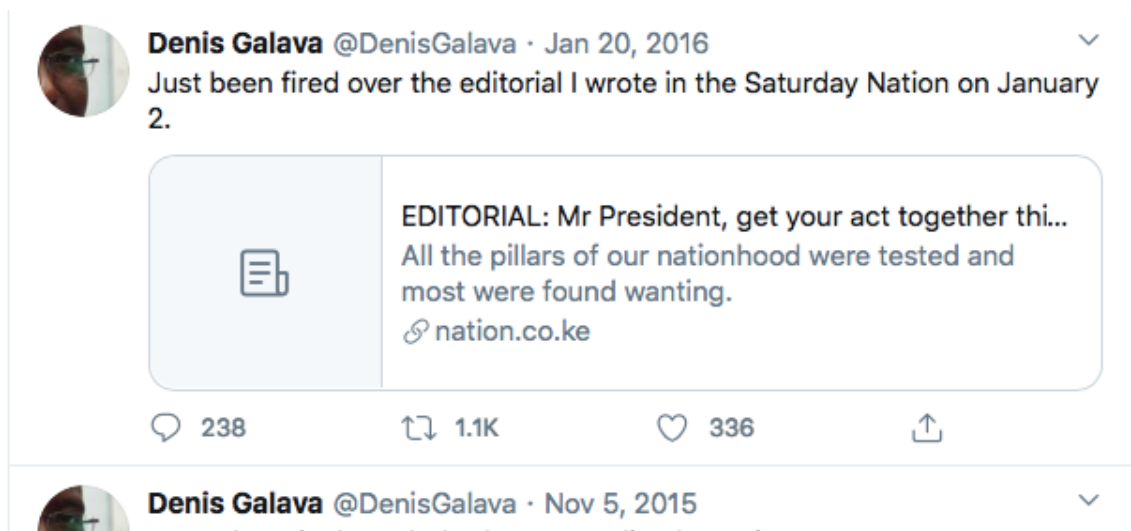 Denis Galava @DenisGalava · Jan 20, 2016
Just been fired over the editorial I wrote in the Saturday Nation on January
2.
EDITORIAL: Mr President, get your act together thi...
All the pillars of our nationhood were tested and
most were found wanting.
nation.co.ke
238 1.1K 336
Denis Galava @DenisGalava · Nov 5, 2015